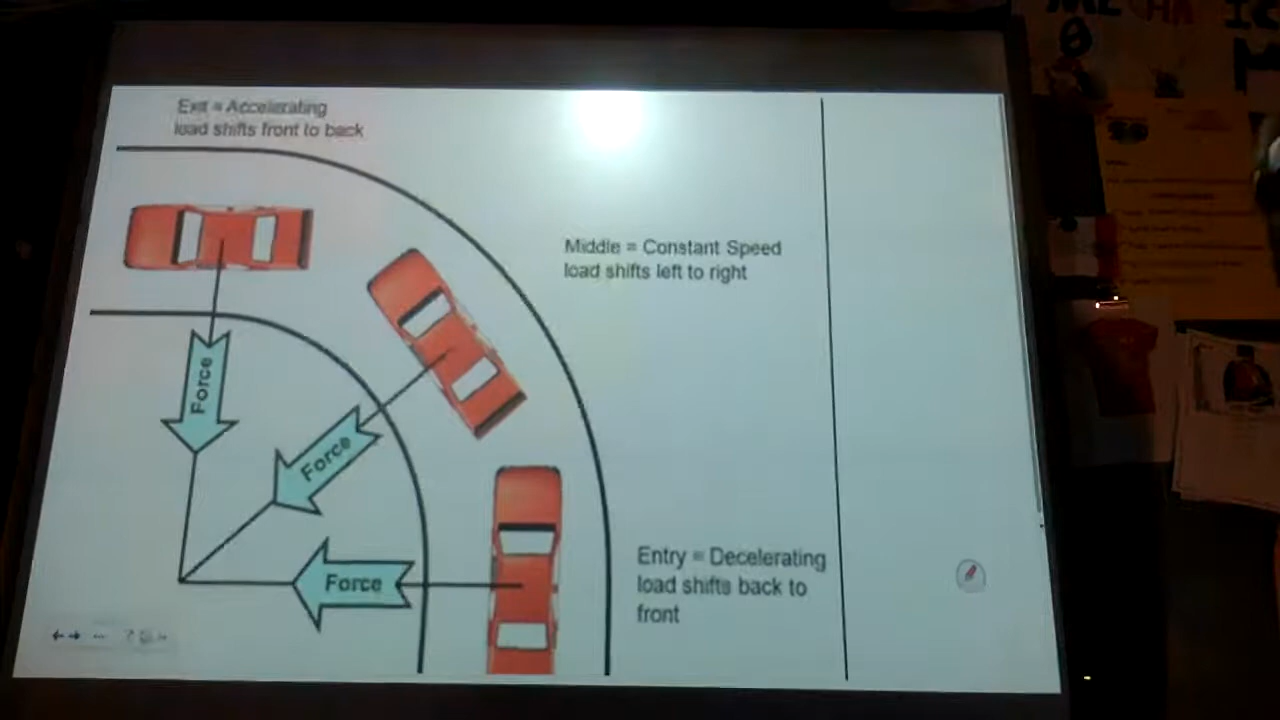 Exit = Accelerating
load shifts front to back
Middle = Constant Speed
load shifts left to right
Force
Force
Force
Entry = Decelerating
load shifts back to
front